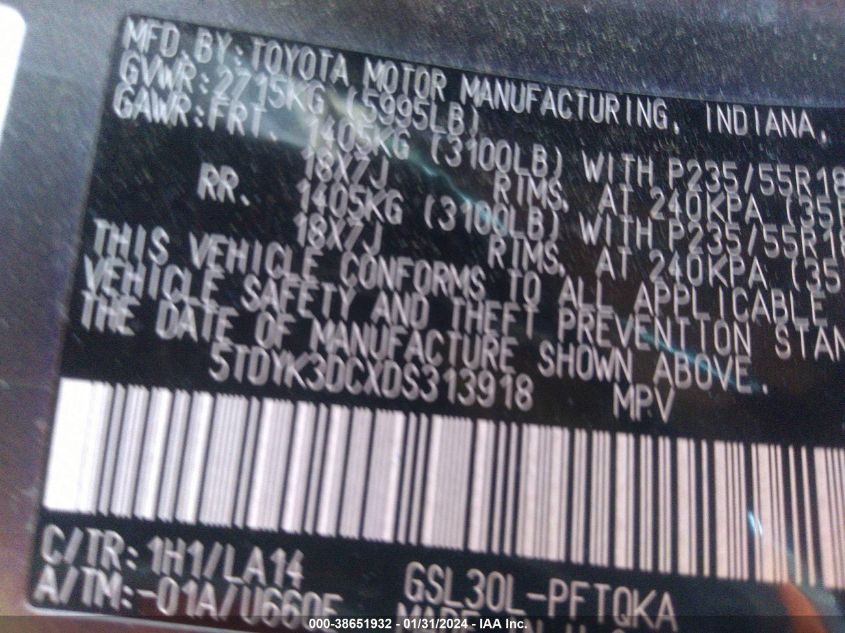 MFD. BY: TOYOTA MOTOR MANUFACTURING, INDIANA,
GVWR: 2715KG (5995LB)
GAWR: FRT. 1405KG (3100LB) WITH P235/55R18
18X7J RIMS, AT 240KPA (35
RR. 1405KG (3100LB) WITH P235/55R18
18X7J RIMS, AT 240KPA (35
THIS VEHICLE CONFORMS TO ALL APPLICABLE
VEHICLE SAFETY AND THEFT PREVENTION STAN
THE DATE OF MANUFACTURE SHOWN ABOVE.
5TDYK3DCXDS313918 MPV
C/TR: 1H1/LA14 GSL30L-PFTQKA
A/TM: -01A/U660E MADE IN U
000-38651932 - 01/31/2024 - IAA Inc.